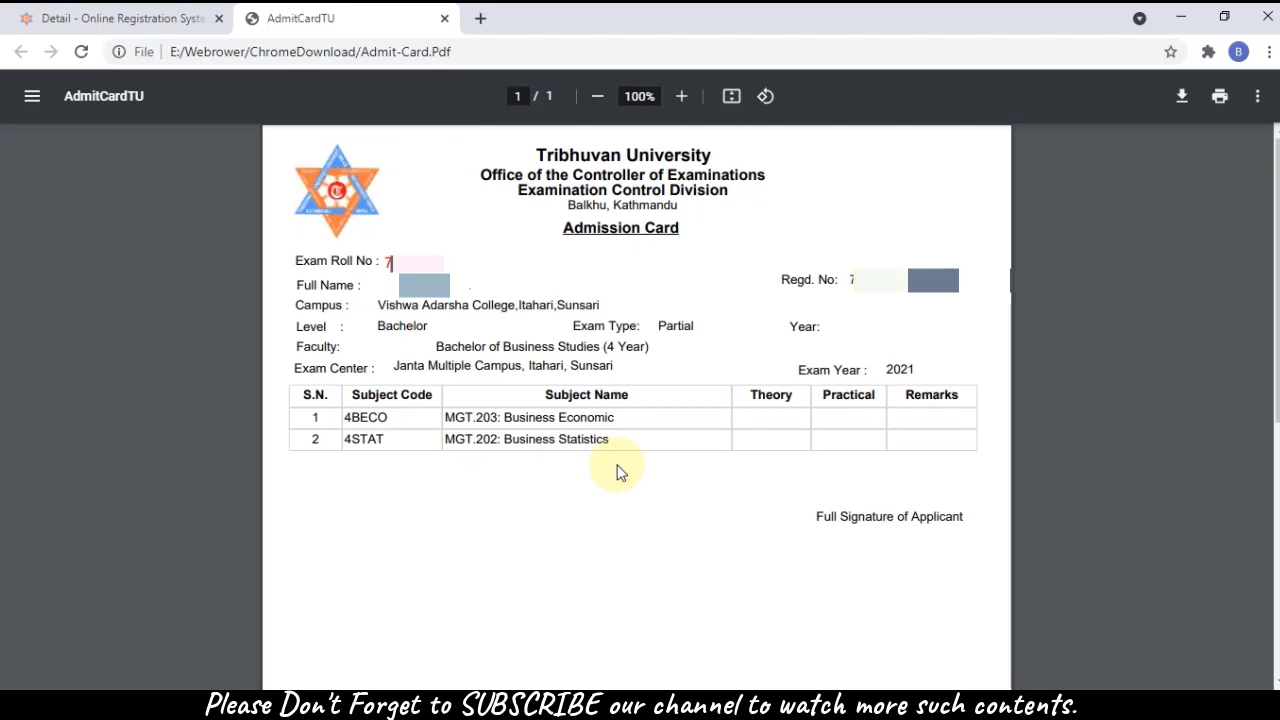 Detail - Online Registration Syste
AdmitCardTU
File E:/Webrower/ChromeDownload/Admit-Card.Pdf
B
AdmitCardTU
1 / 1
100%
Tribhuvan University
Office of the Controller of Examinations
Examination Control Division
Balkhu, Kathmandu
Admission Card
Exam Roll No : 7
Full Name :
Regd. No: 7
Campus : Vishwa Adarsha College,Itahari,Sunsari
Level : Bachelor Exam Type: Partial Year:
Faculty: Bachelor of Business Studies (4 Year)
Exam Center : Janta Multiple Campus, Itahari, Sunsari Exam Year : 2021
S.N. Subject Code Subject Name Theory Practical Remarks
1 4BECO MGT.203: Business Economic
2 4STAT MGT.202: Business Statistics
Full Signature of Applicant
Please Don't Forget to SUBSCRIBE our channel to watch more such contents.